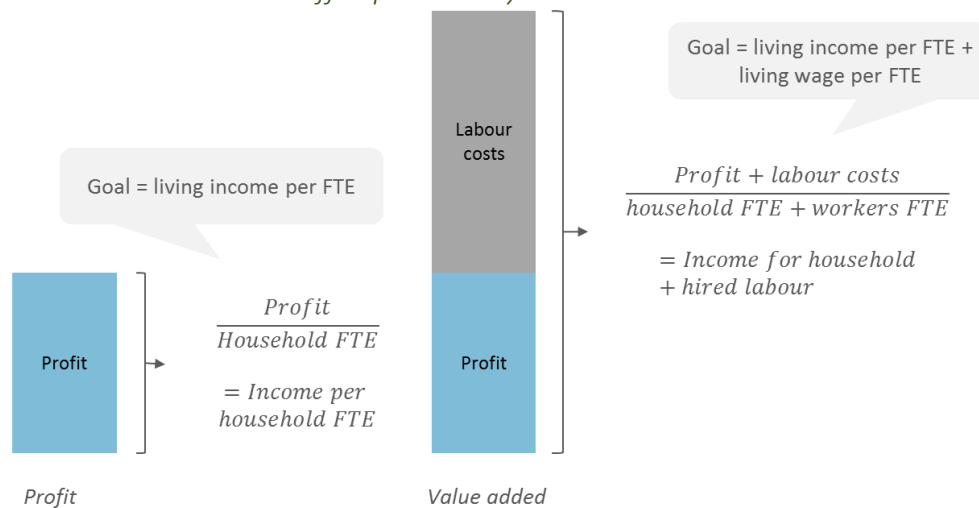 Goal = living income per FTE +
living wage per FTE
Labour
costs
Goal = living income per FTE
Profit + labour costs
household FTE + workers FTE
= Income for household
+ hired labour
Profit
Profit
Household FTE
= Income per
household FTE
Profit
Profit
Value added